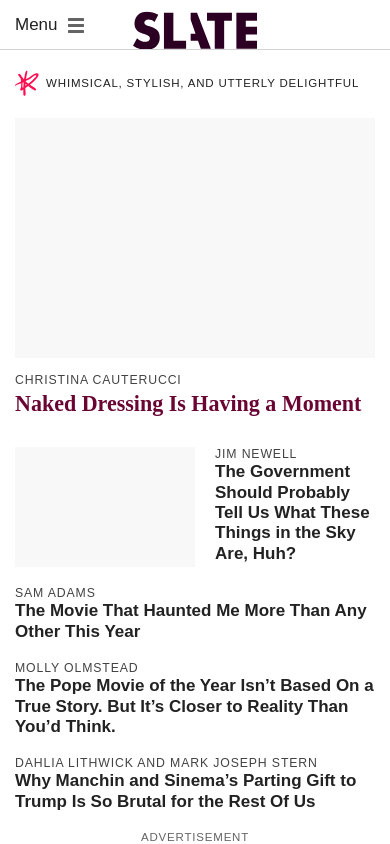 Menu
SLATE
WHIMSICAL, STYLISH, AND UTTERLY DELIGHTFUL
CHRISTINA CAUTERUCCI
Naked Dressing Is Having a Moment
JIM NEWELL
The Government
Should Probably
Tell Us What These
Things in the Sky
Are, Huh?
SAM ADAMS
The Movie That Haunted Me More Than Any
Other This Year
MOLLY OLMSTEAD
The Pope Movie of the Year Isn’t Based On a
True Story. But It’s Closer to Reality Than
You’d Think.
DAHLIA LITHWICK AND MARK JOSEPH STERN
Why Manchin and Sinema’s Parting Gift to
Trump Is So Brutal for the Rest Of Us
ADVERTISEMENT